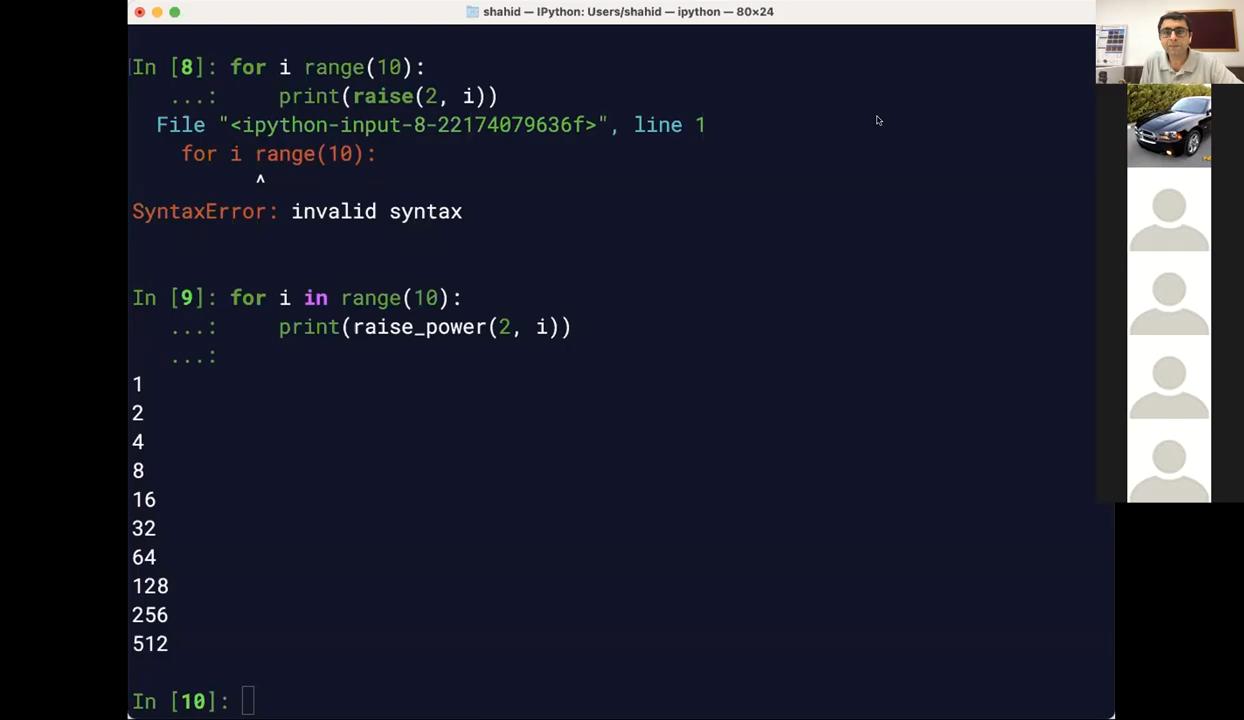 shahid — IPython: Users/shahid — ipython — 80×24
In [8]: for i range(10):
...:     print(raise(2, i))
File "<ipython-input-8-22174079636f>", line 1
for i range(10):
^
SyntaxError: invalid syntax
In [9]: for i in range(10):
...:     print(raise_power(2, i))
...:
1
2
4
8
16
32
64
128
256
512
In [10]: